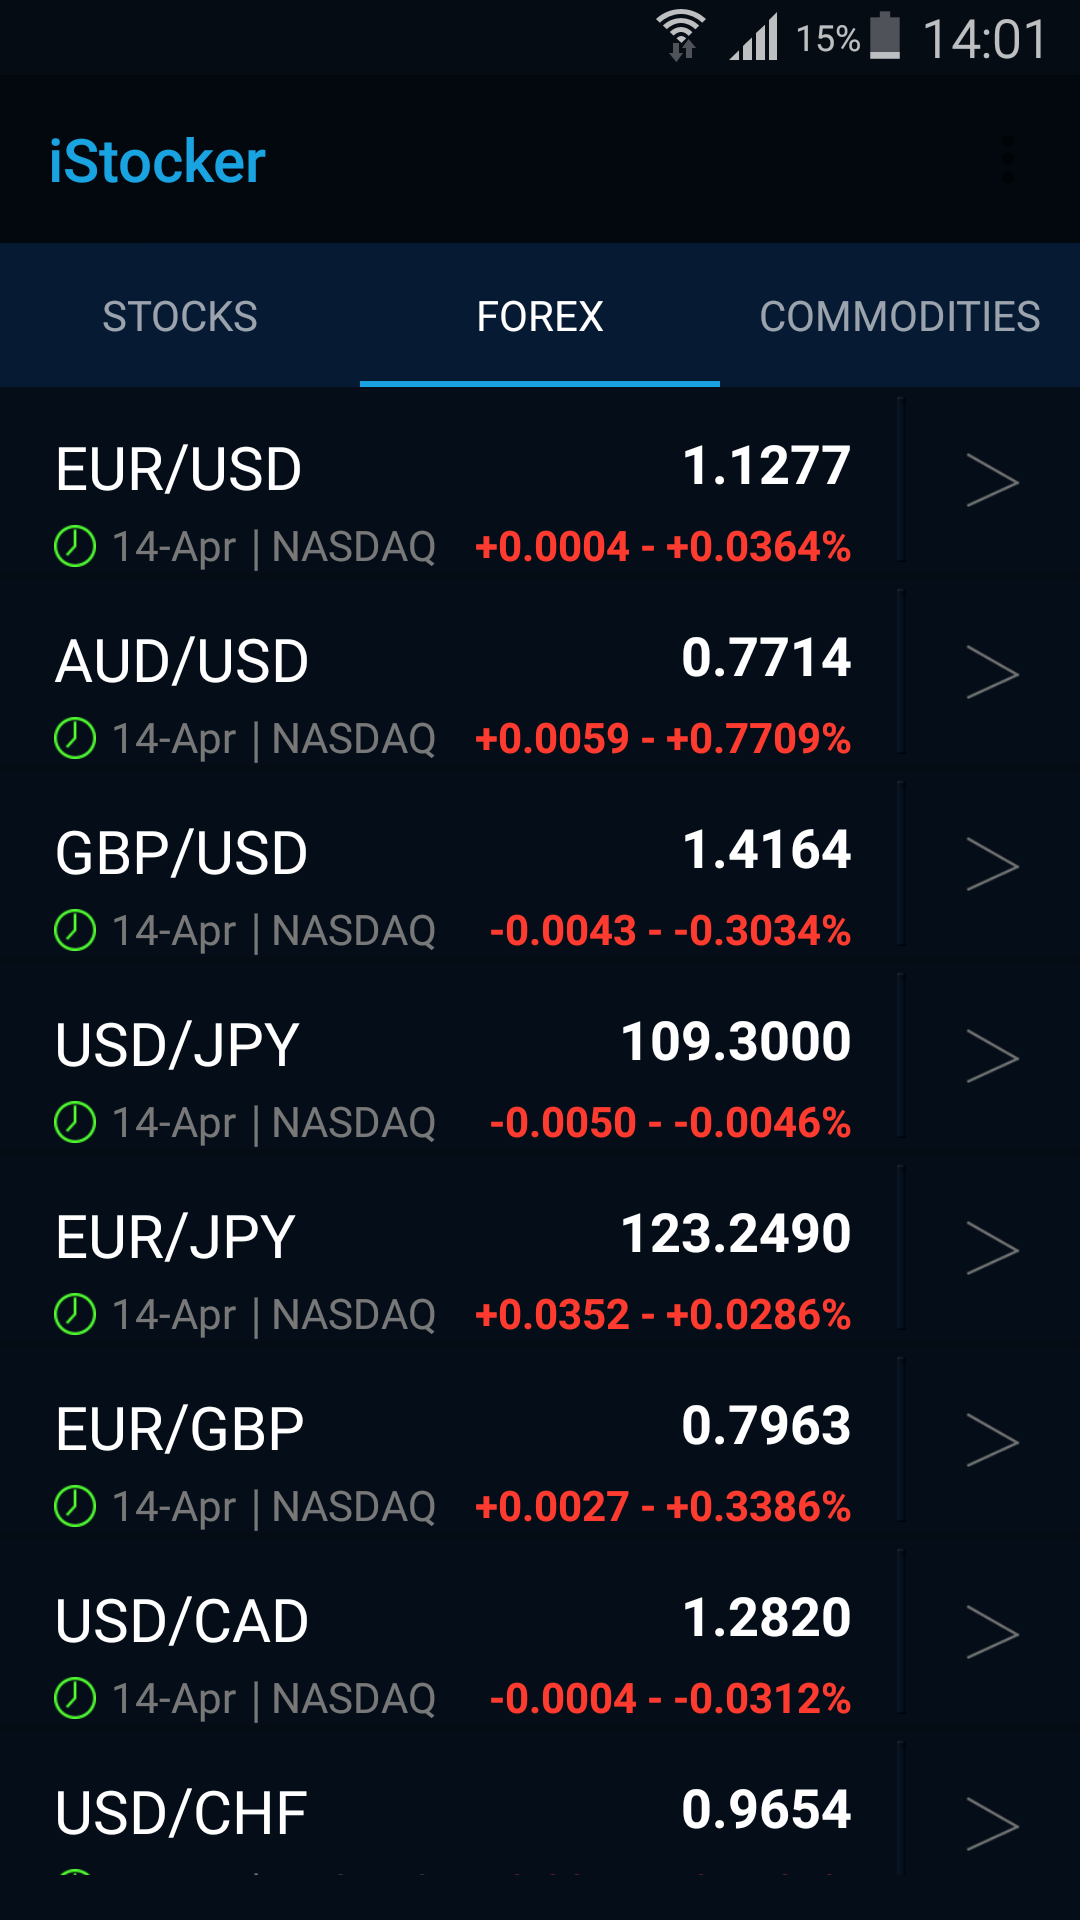 15% 14:01
iStocker
STOCKS FOREX COMMODITIES
EUR/USD 1.1277
14-Apr | NASDAQ +0.0004 - +0.0364%
AUD/USD 0.7714
14-Apr | NASDAQ +0.0059 - +0.7709%
GBP/USD 1.4164
14-Apr | NASDAQ -0.0043 - -0.3034%
USD/JPY 109.3000
14-Apr | NASDAQ -0.0050 - -0.0046%
EUR/JPY 123.2490
14-Apr | NASDAQ +0.0352 - +0.0286%
EUR/GBP 0.7963
14-Apr | NASDAQ +0.0027 - +0.3386%
USD/CAD 1.2820
14-Apr | NASDAQ -0.0004 - -0.0312%
USD/CHF 0.9654